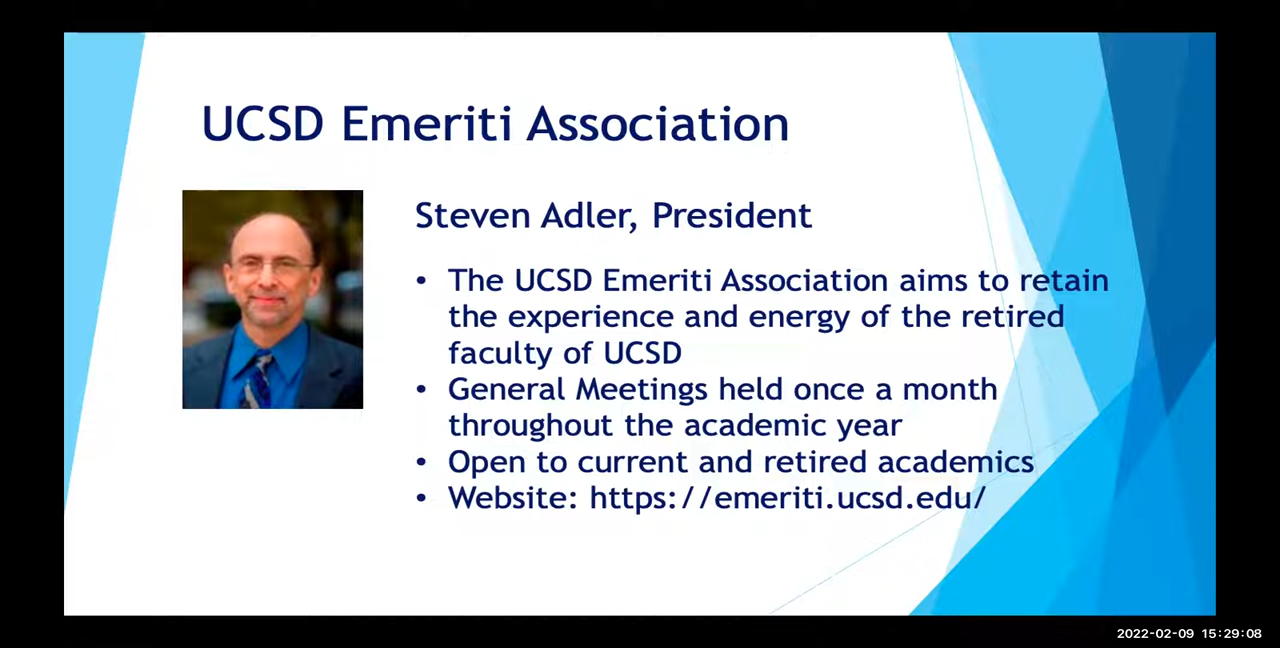 UCSD Emeriti Association
Steven Adler, President
• The UCSD Emeriti Association aims to retain
the experience and energy of the retired
faculty of UCSD
• General Meetings held once a month
throughout the academic year
• Open to current and retired academics
• Website: https://emeriti.ucsd.edu/
2022-02-09 15:29:08